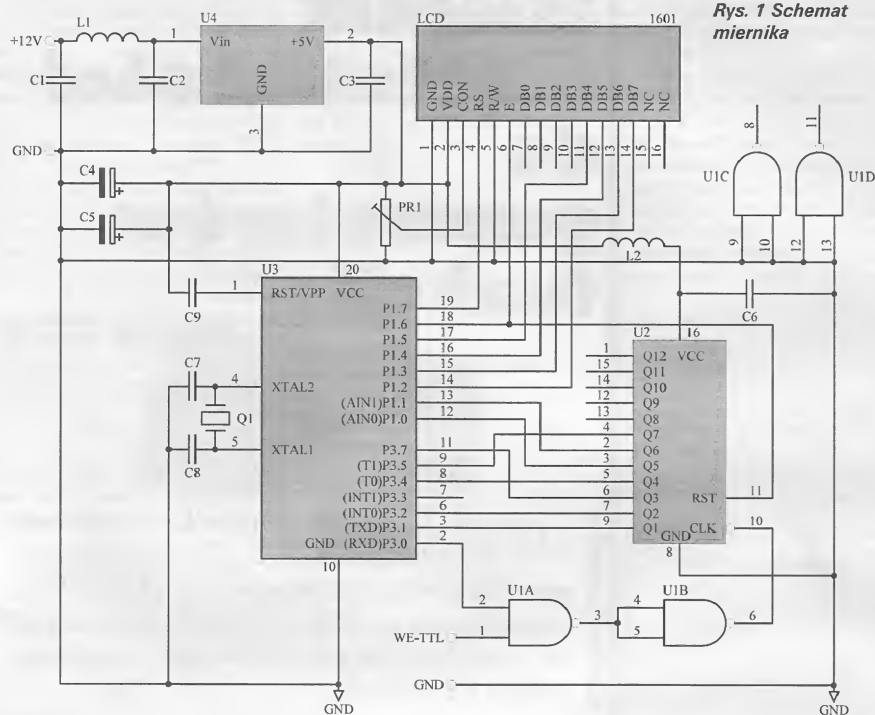 Rys. 1 Schemat
miernika
L1
U4
LCD
1601
+12V
1
Vin
+5V
2
C1
C2
GND
3
C3
GND
GND
VDD
CON
RS
R/W
E
DB0
DB1
DB2
DB3
DB4
DB5
DB6
DB7
NC
NC
1
2
3
4
5
6
7
8
9
10
11
12
13
14
15
16
8
11
U1C
U1D
9
10
12
13
C4
+
C5
+
PR1
L2
C6
U3
20
1
RST/VPP
VCC
C9
P1.7
19
P1.6
18
P1.5
17
P1.4
16
P1.3
15
P1.2
14
(AIN1)P1.1
13
(AIN0)P1.0
12
P3.7
11
(T1)P3.5
9
(T0)P3.4
8
(INT1)P3.3
7
(INT0)P3.2
6
(TXD)P3.1
3
GND
(RXD)P3.0
2
10
C7
4
XTAL2
Q1
C8
5
XTAL1
U2
16
VCC
1
Q12
15
Q11
14
Q10
12
Q9
13
Q8
4
Q7
2
Q6
3
Q5
5
Q4
6
Q3
7
Q2
9
Q1
RST
11
CLK
10
GND
8
U1A
2
1
3
U1B
4
5
6
WE-TTL
GND
GND
GND